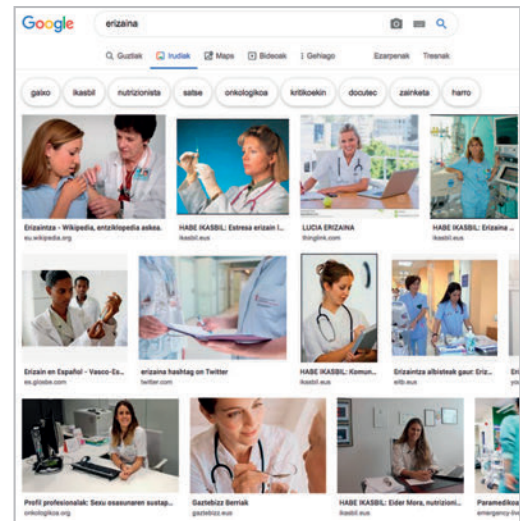 Google
erizaina
Guztiak Irudiak Maps Bideoak Gehiago Ezarpenak Tresnak
gaixo ikasbil nutrizionista satse onkologikoa kritikoekin docutec zainketa harro
Erizaintza - Wikipedia, entziklopedia askea.
eu.wikipedia.org
HABE IKASBIL: Estresa erizain l...
ikasbil.eus
LUCIA ERIZAINA
thinglink.com
HABE IKASBIL: Erizaina ...
ikasbil.eus
Erizain en Español - Vasco-Es...
es.glosbe.com
erizaina hashtag on Twitter
twitter.com
HABE IKASBIL: Komun...
ikasbil.eus
Erizaintza albisteak gaur: Eriz...
eitb.eus
Profil profesionalak: Sexu osasunaren sustap...
onkologikoa.org
Gaztebizz Berriak
gaztebizz.eus
HABE IKASBIL: Eider Mora, nutrizioni...
ikasbil.eus
Paramedikoa
emergency-live